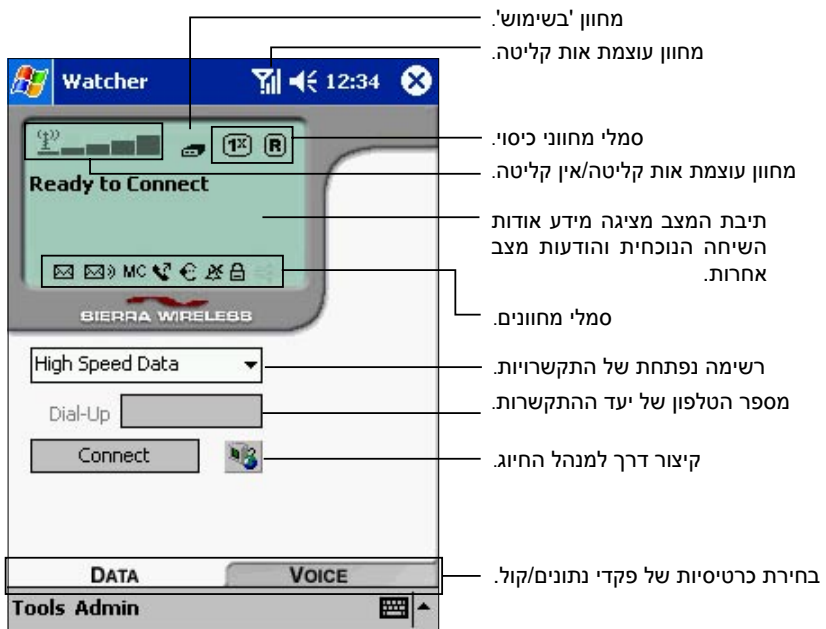 מחוון 'בשימוש'.
מחוון עוצמת אות קליטה.
Watcher 12:34
1X R
סמלי מחווני כיסוי.
מחוון עוצמת אות קליטה/אין קליטה.
Ready to Connect
תיבת המצב מציגה מידע אודות
השיחה הנוכחית והודעות מצב
אחרות.
MC
סמלי מחוונים.
SIERRA WIRELESS
High Speed Data
רשימה נפתחת של התקשרויות.
Dial-Up
מספר הטלפון של יעד ההתקשרות.
Connect
קיצור דרך למנהל החיוג.
DATA VOICE
בחירת כרטיסיות של פקדי נתונים/קול.
Tools Admin